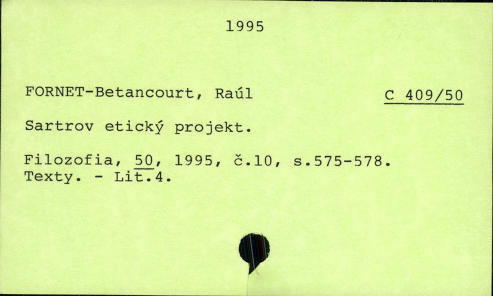 1995
FORNET-Betancourt, Raúl C 409/50
Sartrov etický projekt.
Filozofia, 50, 1995, č.10, s.575-578.
Texty. - Lit.4.